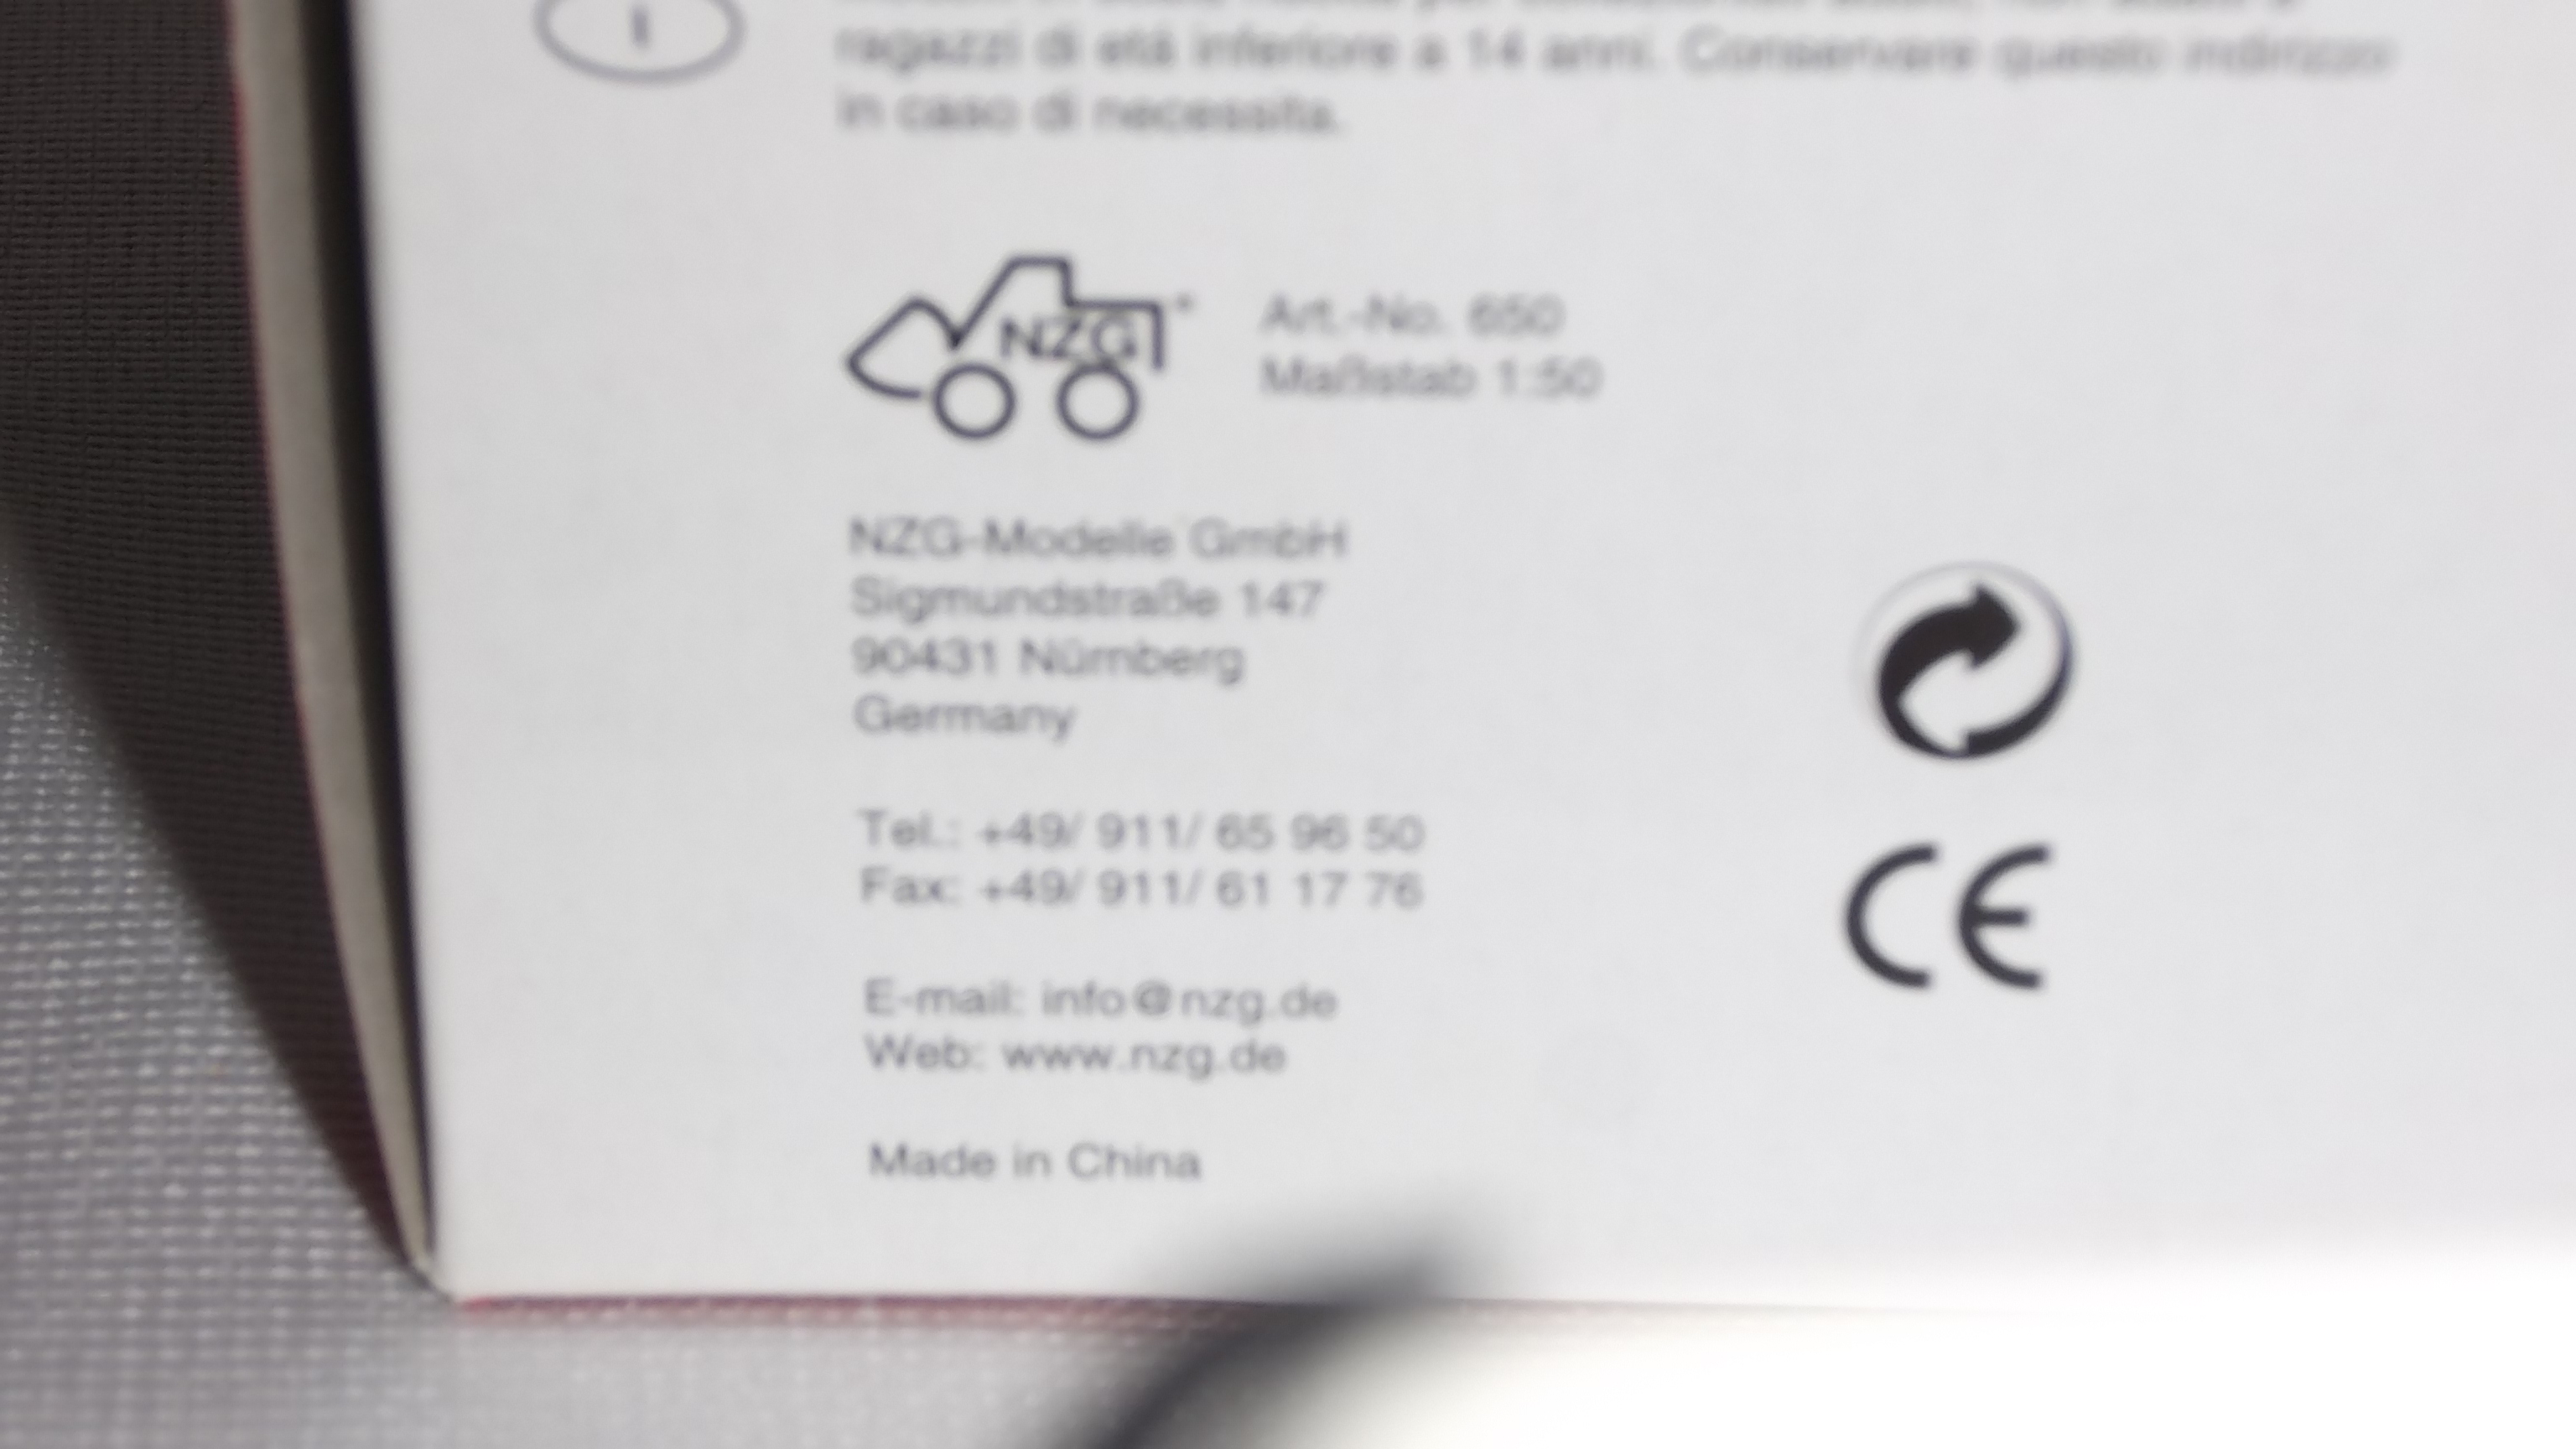 I
ragazzi di età inferiore a 14 anni. Conservare questo indirizzo
in caso di necessita.
NZG
Art.-No. 650
Maßstab 1:50
NZG-Modelle GmbH
Sigmundstraße 147
90431 Nürnberg
Germany
Tel.: +49/ 911/ 65 96 50
Fax: +49/ 911/ 61 17 76
E-mail: info@nzg.de
Web: www.nzg.de
Made in China
CE